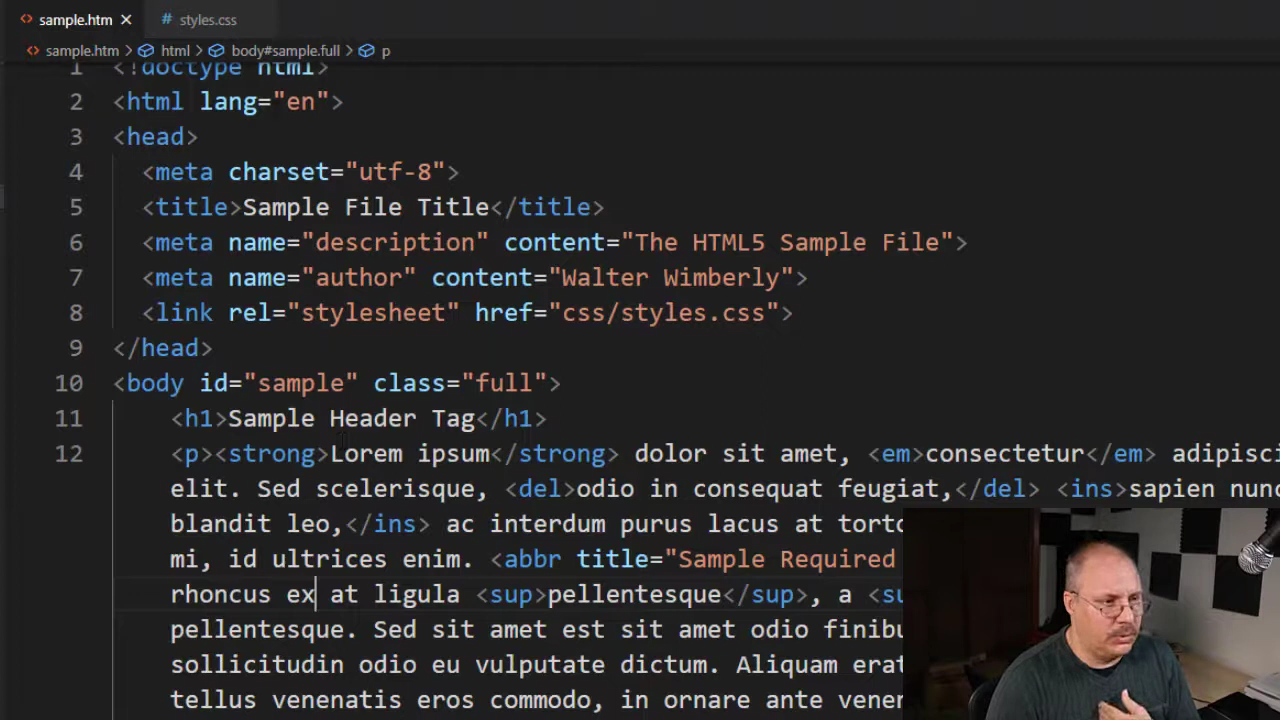 sample.htm × # styles.css
sample.htm > html > body#sample.full > p
1 <!doctype html>
2 <html lang="en">
3 <head>
4 <meta charset="utf-8">
5 <title>Sample File Title</title>
6 <meta name="description" content="The HTML5 Sample File">
7 <meta name="author" content="Walter Wimberly">
8 <link rel="stylesheet" href="css/styles.css">
9 </head>
10 <body id="sample" class="full">
11 <h1>Sample Header Tag</h1>
12 <p><strong>Lorem ipsum</strong> dolor sit amet, <em>consectetur</em> adipisci
elit. Sed scelerisque, <del>odio in consequat feugiat,</del> <ins>sapien nunc
blandit leo,</ins> ac interdum purus lacus at torto
mi, id ultrices enim. <abbr title="Sample Required
rhoncus ex at ligula <sup>pellentesque</sup>, a <su
pellentesque. Sed sit amet est sit amet odio finibu
sollicitudin odio eu vulputate dictum. Aliquam erat
tellus venenatis eros commodo, in ornare ante vene